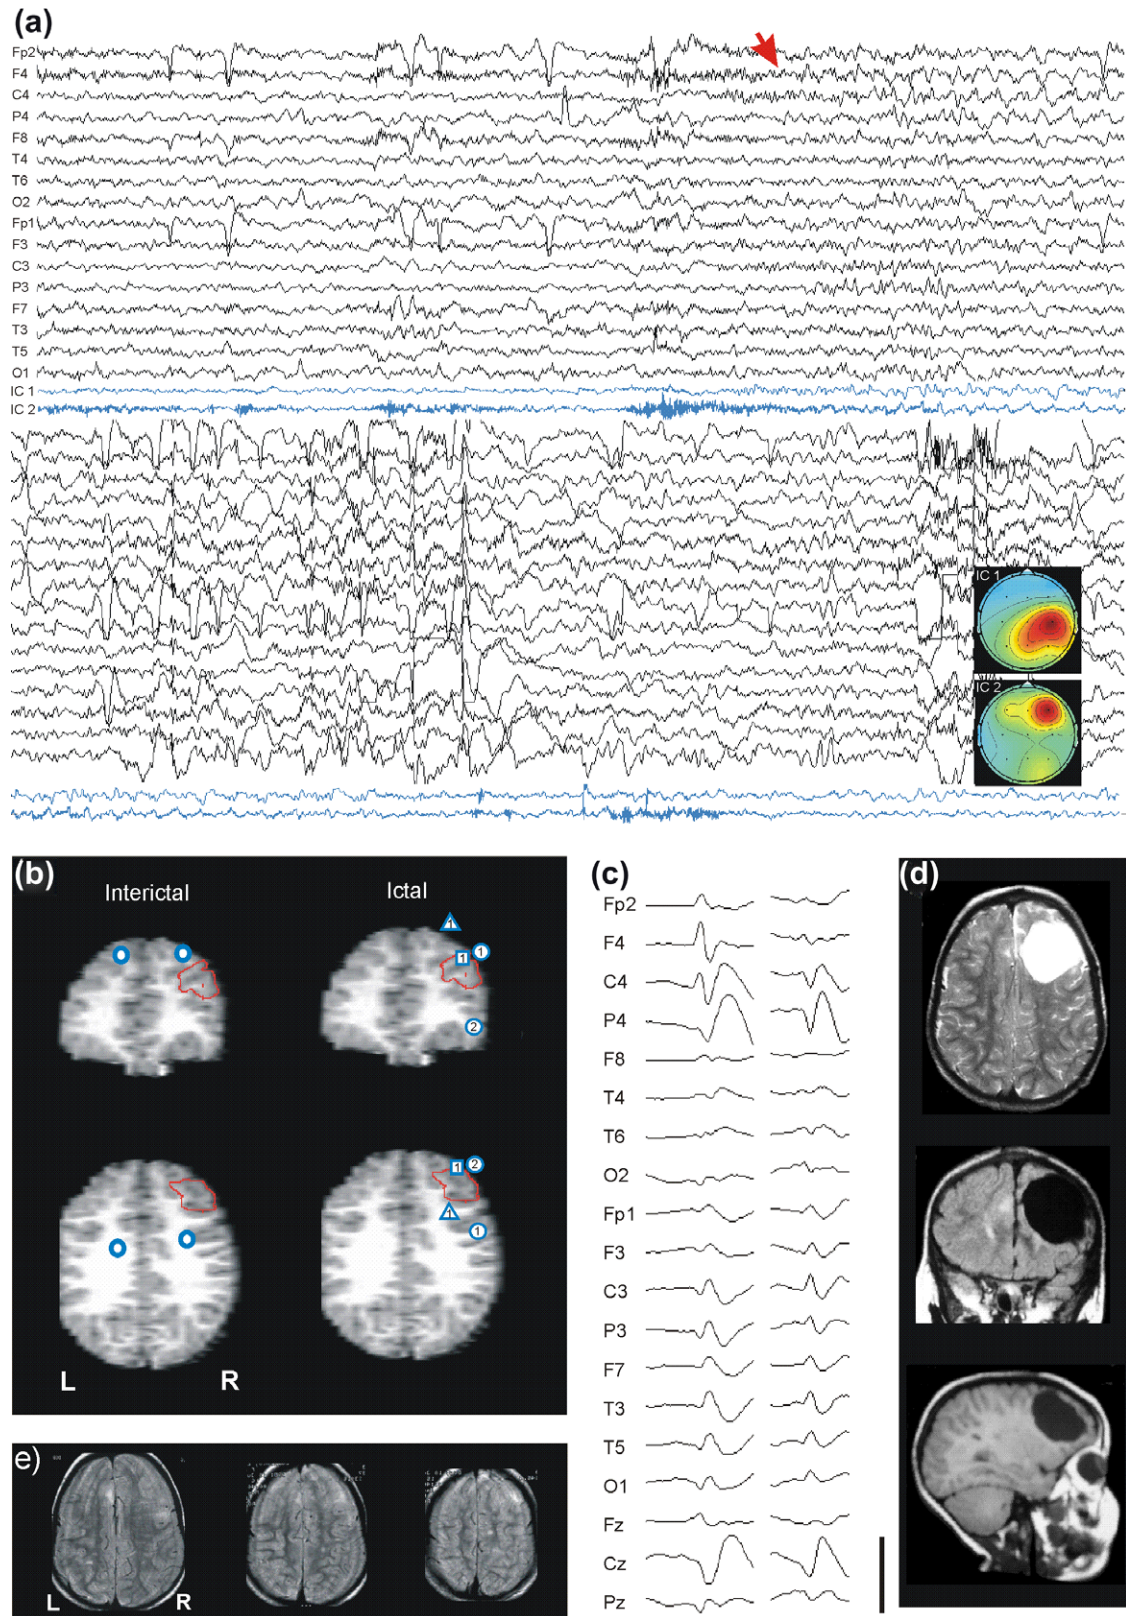 (a)
Fp2
F4
C4
P4
F8
T4
T6
O2
Fp1
F3
C3
P3
F7
T3
T5
O1
IC 1
IC 2
IC 1
IC 2
(b)
Interictal
Ictal
1
1
1
2
1
2
1
1
L
R
(c)
Fp2
F4
C4
P4
F8
T4
T6
O2
Fp1
F3
C3
P3
F7
T3
T5
O1
Fz
Cz
Pz
(d)
e)
L
R